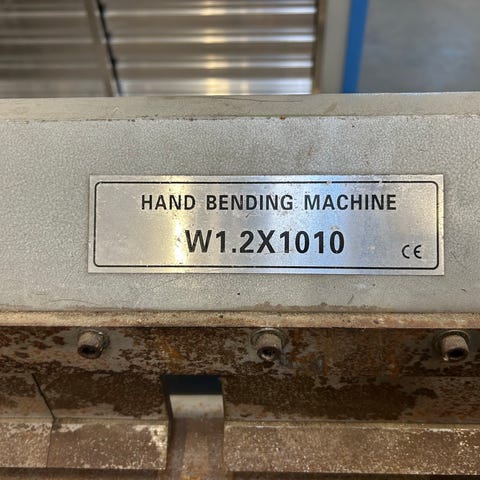 HAND BENDING MACHINE
W1.2X1010
CE